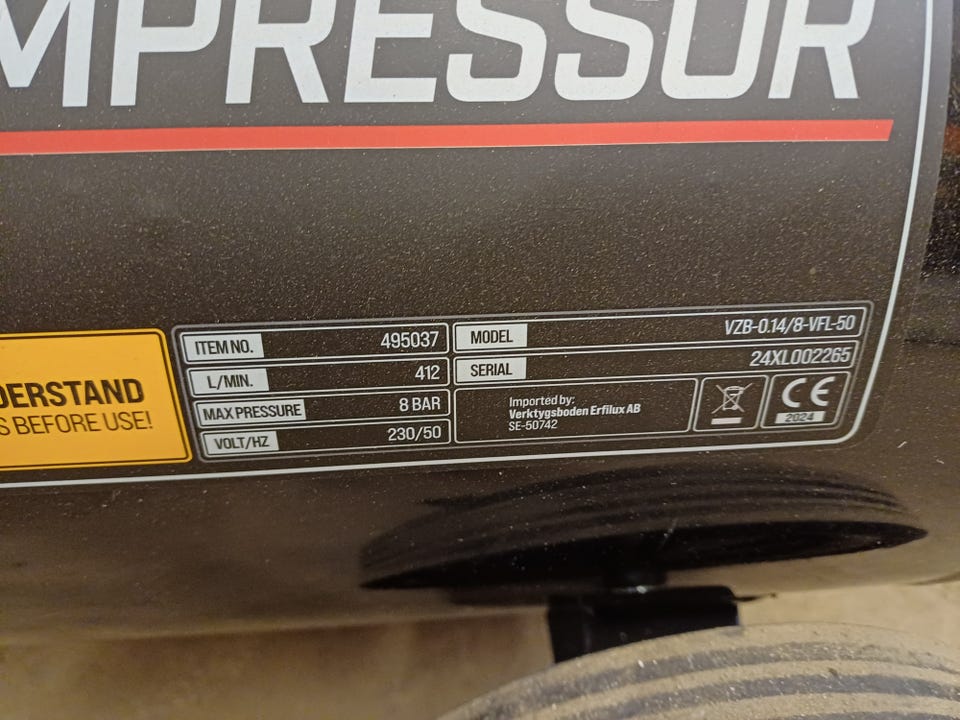 MPRESSOR
DERSTAND
S BEFORE USE!
ITEM NO. 495037
L/MIN. 412
MAX PRESSURE 8 BAR
VOLT/HZ 230/50
MODEL VZB-0.14/8-VFL-50
SERIAL 24XL002265
Imported by:
Verktygsboden Erfilux AB
SE-50742
CE
2024